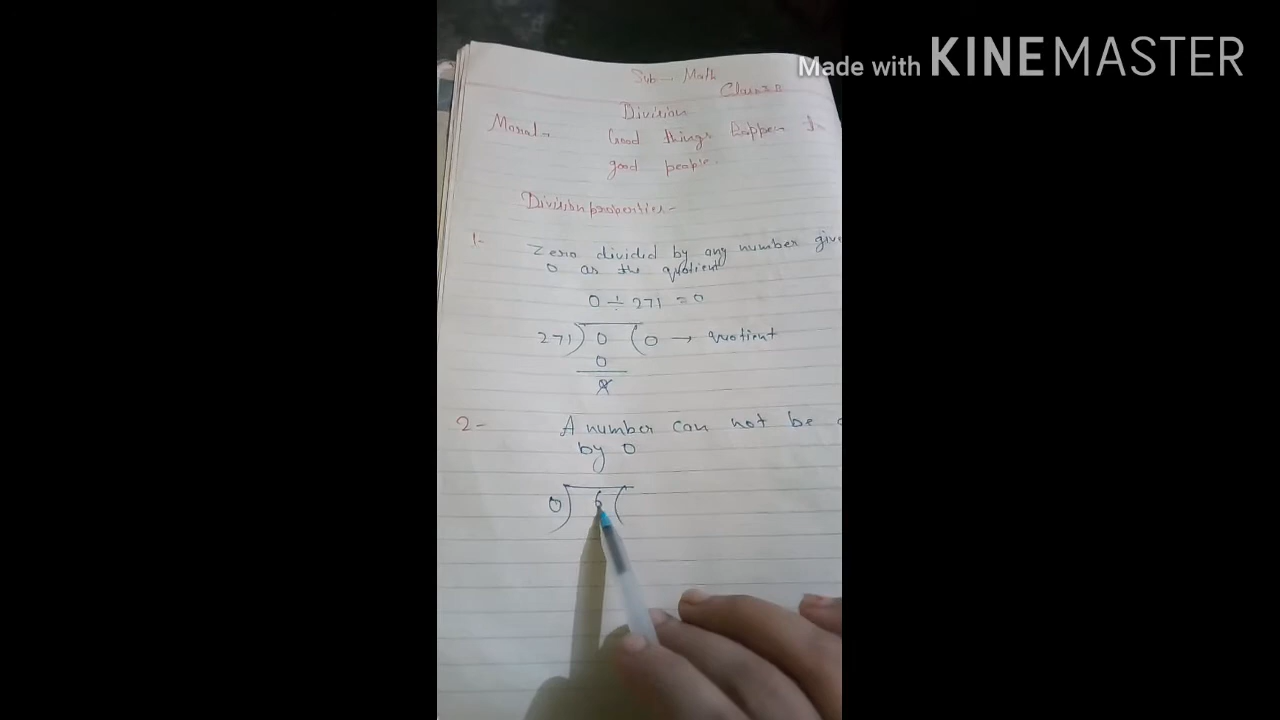 Made with KINEMASTER
Sub - Math
Class
Division
Moral - Good things happen
good people.
Division properties -
1- Zero divided by any number give
0 as the quotient
0 ÷ 271 = 0
271) 0 (0 → quotient
0
0
2- A number can not be
by 0
0) 6 (